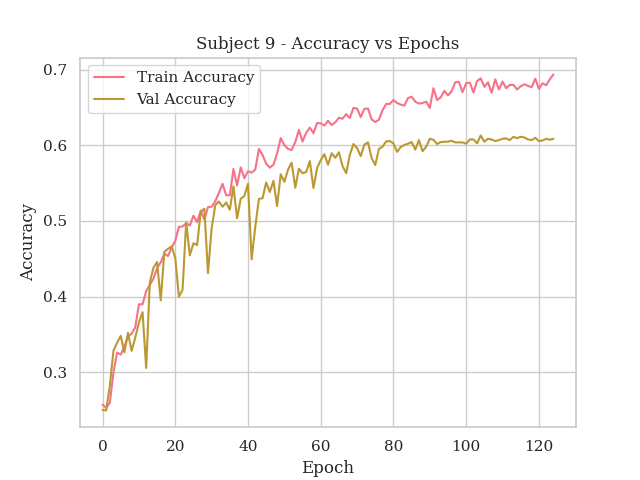 Subject 9 - Accuracy vs Epochs
Train Accuracy
Val Accuracy
0.7
0.6
0.5
0.4
0.3
Accuracy
0 20 40 60 80 100 120
Epoch